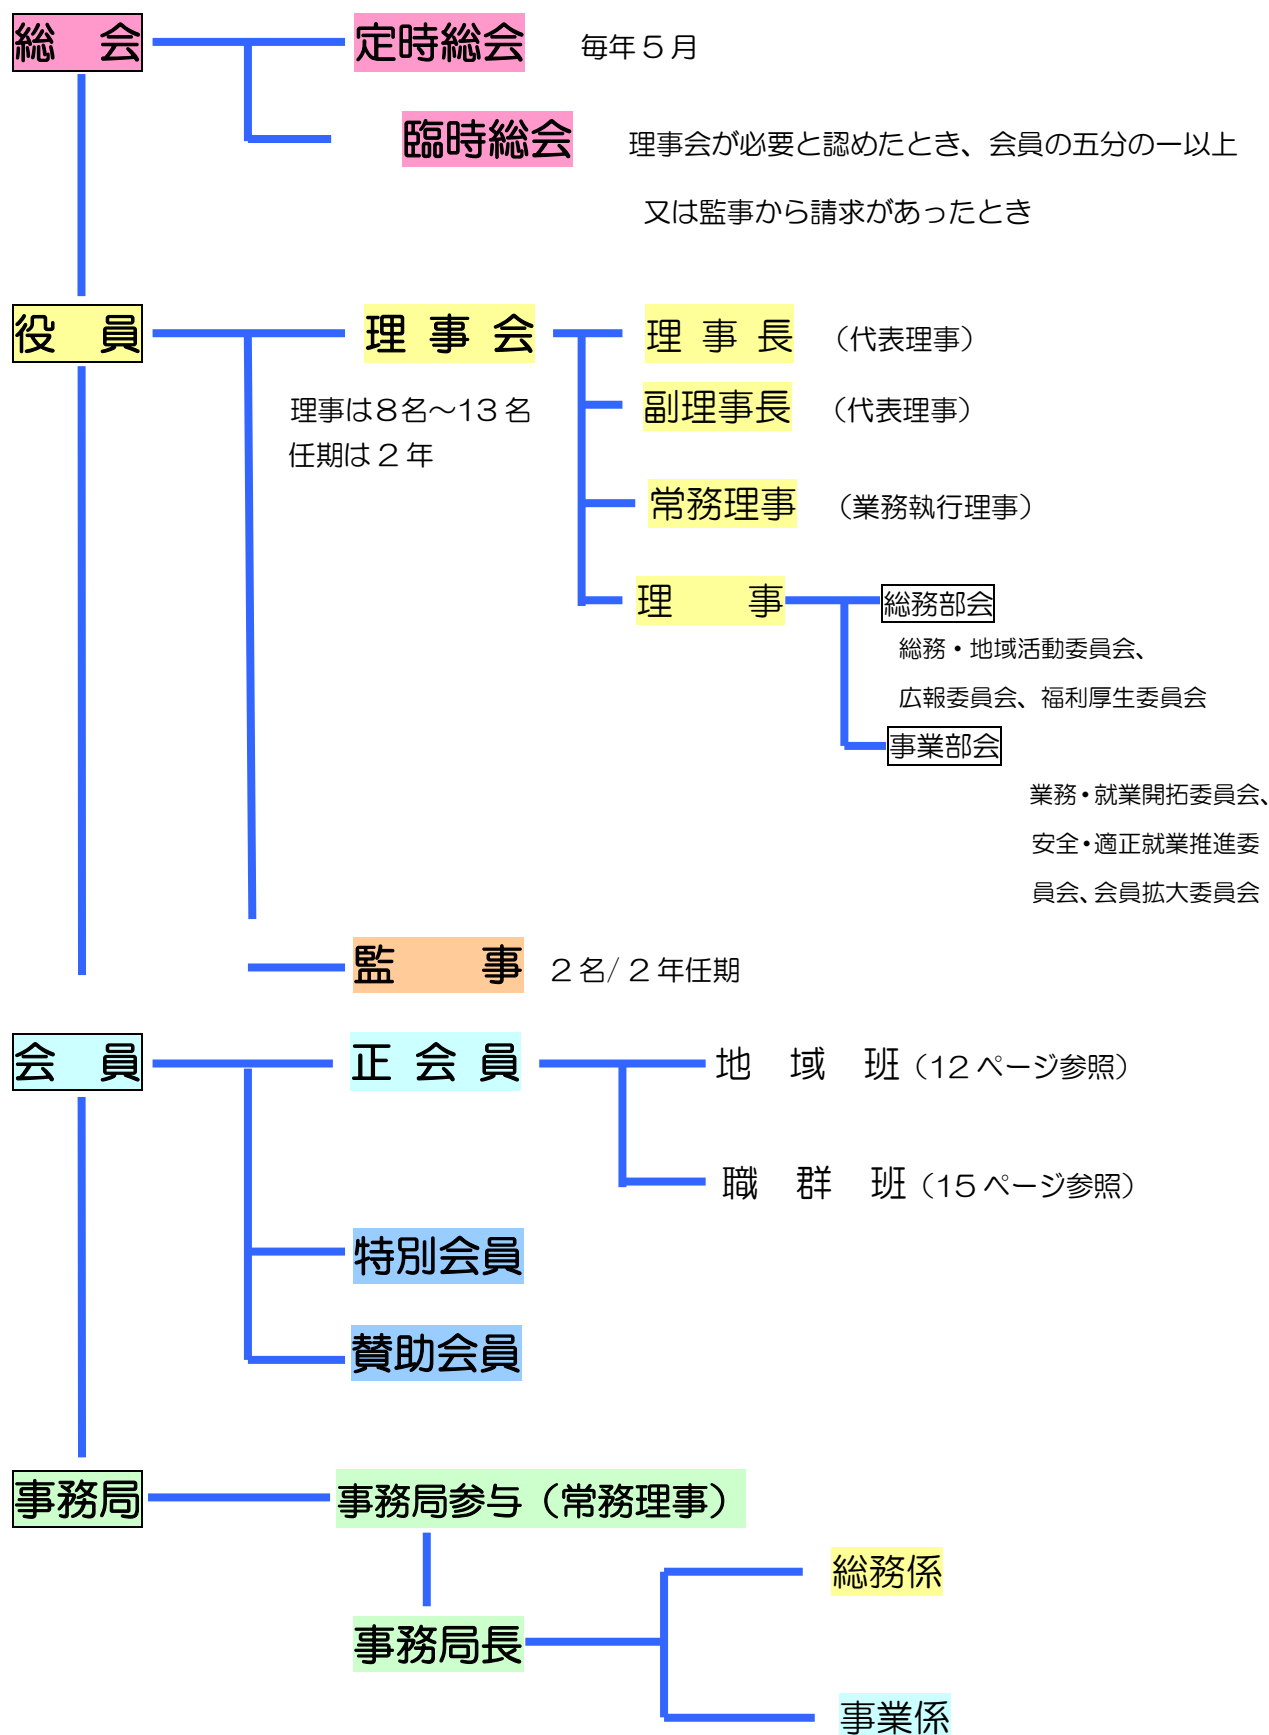 総　会　定時総会　毎年５月
臨時総会　理事会が必要と認めたとき、会員の五分の一以上
又は監事から請求があったとき
役　員　理 事 会　理 事 長　（代表理事）
理事は８名～13 名　副理事長　（代表理事）
任期は 2 年
常務理事　（業務執行理事）
理　　事　総務部会
総務・地域活動委員会、
広報委員会、福利厚生委員会
事業部会
業務・就業開拓委員会、
安全・適正就業推進委
員会、会員拡大委員会
監　　事　２名/ ２年任期
会　員　正 会 員　地　域　班（12 ページ参照）
職　群　班（15 ページ参照）
特別会員
賛助会員
事務局　事務局参与（常務理事）
総務係
事務局長
事業係